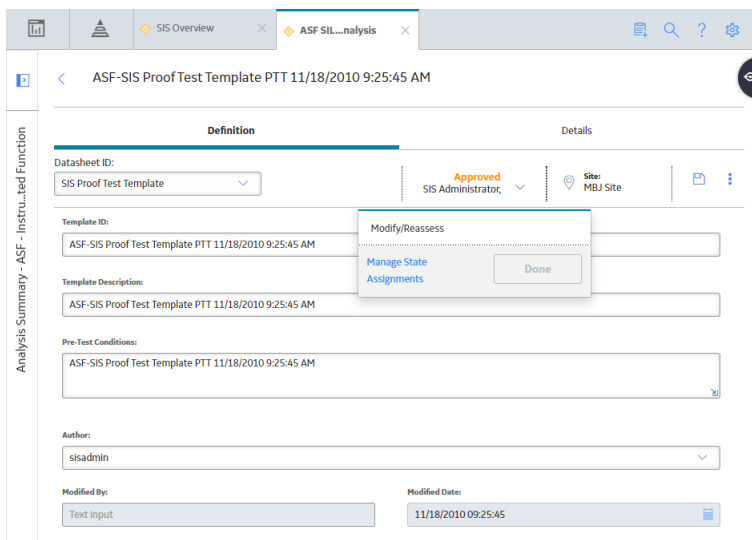 SIS Overview
ASF SIL...nalysis
ASF-SIS Proof Test Template PTT 11/18/2010 9:25:45 AM
Analysis Summary - ASF - Instru...ted Function
Definition
Details
Datasheet ID:
SIS Proof Test Template
Approved
SIS Administrator,
Site:
MBJ Site
Modify/Reassess
Manage State
Assignments
Done
Template ID:
ASF-SIS Proof Test Template PTT 11/18/2010 9:25:45 AM
Template Description:
ASF-SIS Proof Test Template PTT 11/18/2010 9:25:45 AM
Pre-Test Conditions:
ASF-SIS Proof Test Template PTT 11/18/2010 9:25:45 AM
Author:
sisadmin
Modified By:
Text input
Modified Date:
11/18/2010 09:25:45